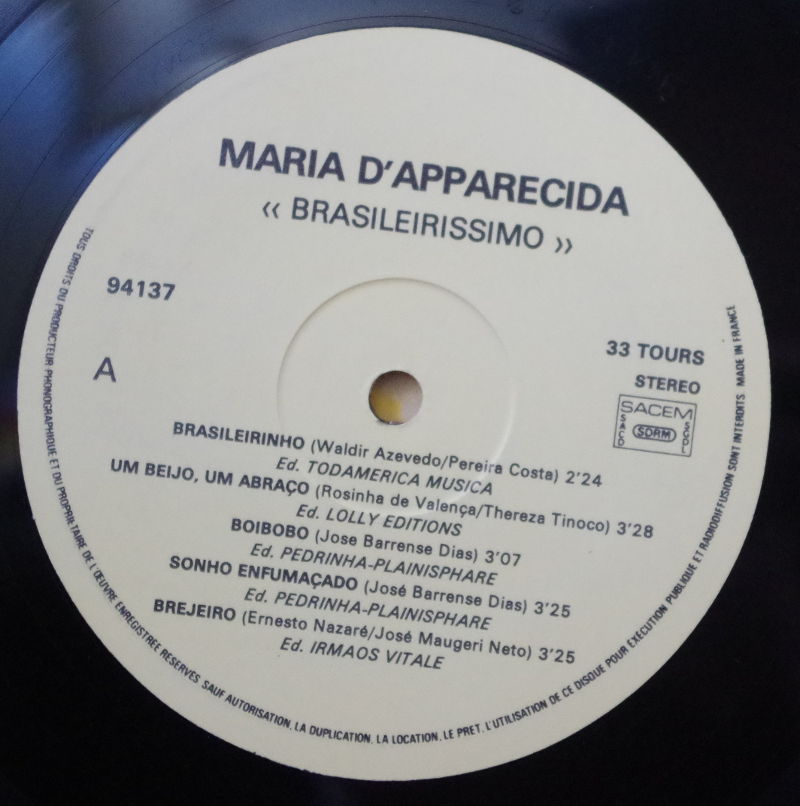 MARIA D'APPARECIDA
« BRASILEIRISSIMO »
94137
A
33 TOURS
STEREO
SACEM
SACD SDRM SGDL
BRASILEIRINHO (Waldir Azevedo/Pereira Costa) 2'24
Ed. TODAMERICA MUSICA
UM BEIJO, UM ABRAÇO (Rosinha de Valença/Thereza Tinoco) 3'28
Ed. LOLLY EDITIONS
BOIBOBO (Jose Barrense Dias) 3'07
Ed. PEDRINHA-PLAINISPHARE
SONHO ENFUMAÇADO (José Barrense Dias) 3'25
Ed. PEDRINHA-PLAINISPHARE
BREJEIRO (Ernesto Nazaré/José Maugeri Neto) 3'25
Ed. IRMAOS VITALE
TOUS DROITS DU PRODUCTEUR PHONOGRAPHIQUE ET DU PROPRIETAIRE DE L'ŒUVRE ENREGISTREE RESERVES SAUF AUTORISATION, LA DUPLICATION, LA LOCATION, LE PRET, L'UTILISATION DE CE DISQUE POUR EXECUTION PUBLIQUE ET RADIODIFFUSION SONT INTERDITS MADE IN FRANCE